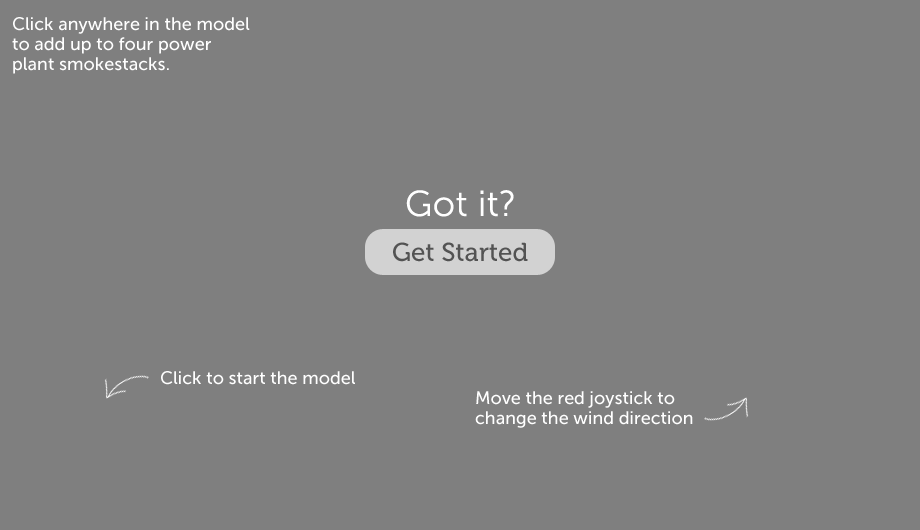 Click anywhere in the model
to add up to four power
plant smokestacks.
Got it?
Get Started
Click to start the model
Move the red joystick to
change the wind direction